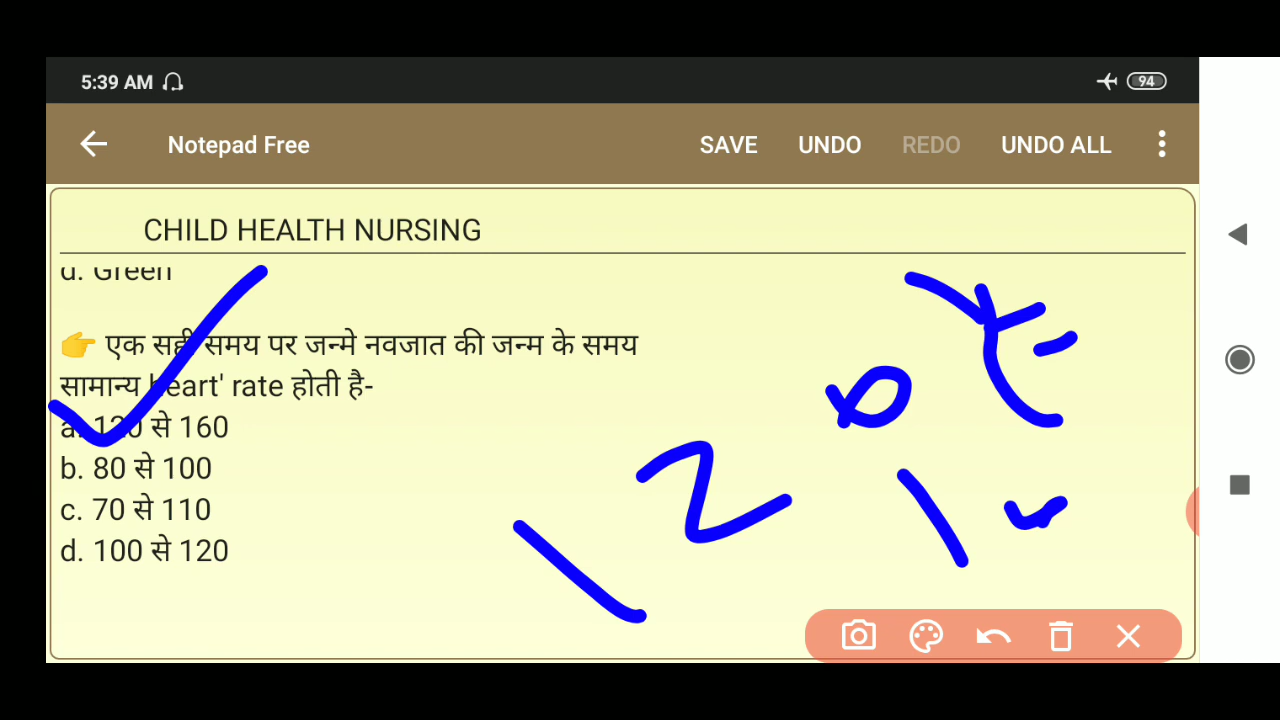 5:39 AM 94
Notepad Free SAVE UNDO REDO UNDO ALL
CHILD HEALTH NURSING
d. Green
👉 एक सही समय पर जन्मे नवजात की जन्म के समय
सामान्य heart' rate होती है-
a. 120 से 160
b. 80 से 100
c. 70 से 110
d. 100 से 120
120 से